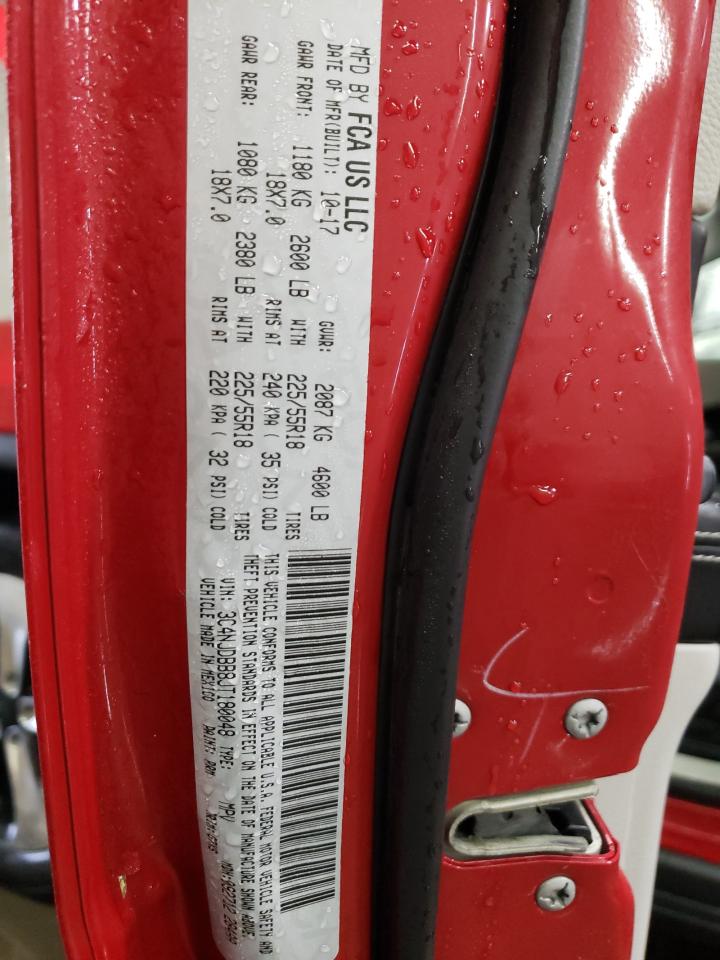 MFD BY FCA US LLC
DATE OF MFR(BUILT): 10-17 GVWR: 2087 KG 4600 LB
GAWR FRONT: 1180 KG 2600 LB WITH 225/55R18 TIRES
18X7.0 RIMS AT 240 KPA ( 35 PSI) COLD
GAWR REAR: 1080 KG 2380 LB WITH 225/55R18 TIRES
18X7.0 RIMS AT 220 KPA ( 32 PSI) COLD
THIS VEHICLE CONFORMS TO ALL APPLICABLE U.S.A. FEDERAL MOTOR VEHICLE SAFETY AND
THEFT PREVENTION STANDARDS IN EFFECT ON THE DATE OF MANUFACTURE SHOWN ABOVE.
VIN: 3C4NJDBB8JT180048 TYPE: MPV
VEHICLE MADE IN MEXICO PAINT: MDH: